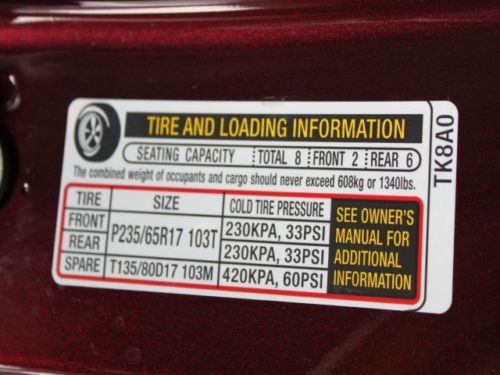 TIRE AND LOADING INFORMATION
SEATING CAPACITY TOTAL 8 FRONT 2 REAR 6
The combined weight of occupants and cargo should never exceed 608kg or 1340lbs.
TIRE SIZE COLD TIRE PRESSURE
FRONT P235/65R17 103T 230KPA, 33PSI
REAR 230KPA, 33PSI
SPARE T135/80D17 103M 420KPA, 60PSI
SEE OWNER'S
MANUAL FOR
ADDITIONAL
INFORMATION
TK8A0